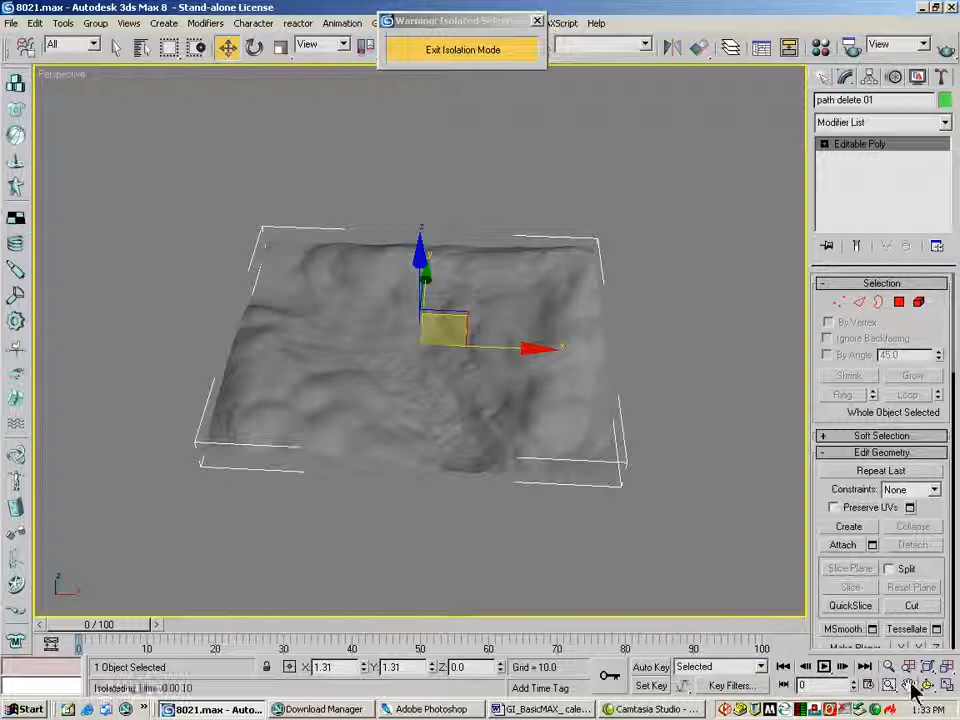 8021.max - Autodesk 3ds Max 8 - Stand-alone License
File Edit Tools Group Views Create Modifiers Character reactor Animation AXScript Help
Warning: Isolated Selection
Exit Isolation Mode
All View View
Perspective
path delete 01
Modifier List
Editable Poly
Selection
By Vertex
Ignore Backfacing
By Angle 45.0
Shrink Grow
Ring Loop
Whole Object Selected
Soft Selection
Edit Geometry
Repeat Last
Constraints: None
Preserve UVs
Create Collapse
Attach Detach
Slice Plane Split
Slice Reset Plane
QuickSlice Cut
MSmooth Tessellate
x y z
z x
0 / 100
0 10 20 30 40 50 60 70 80 90 100
1 Object Selected X: 1.31 Y: 1.31 Z: 0.0 Grid = 10.0 Auto Key Selected
Add Time Tag Set Key Key Filters... 0
Start 8021.max - Auto... Download Manager Adobe Photoshop GI_BasicMAX_cale... Camtasia Studio - ... 1:33 PM